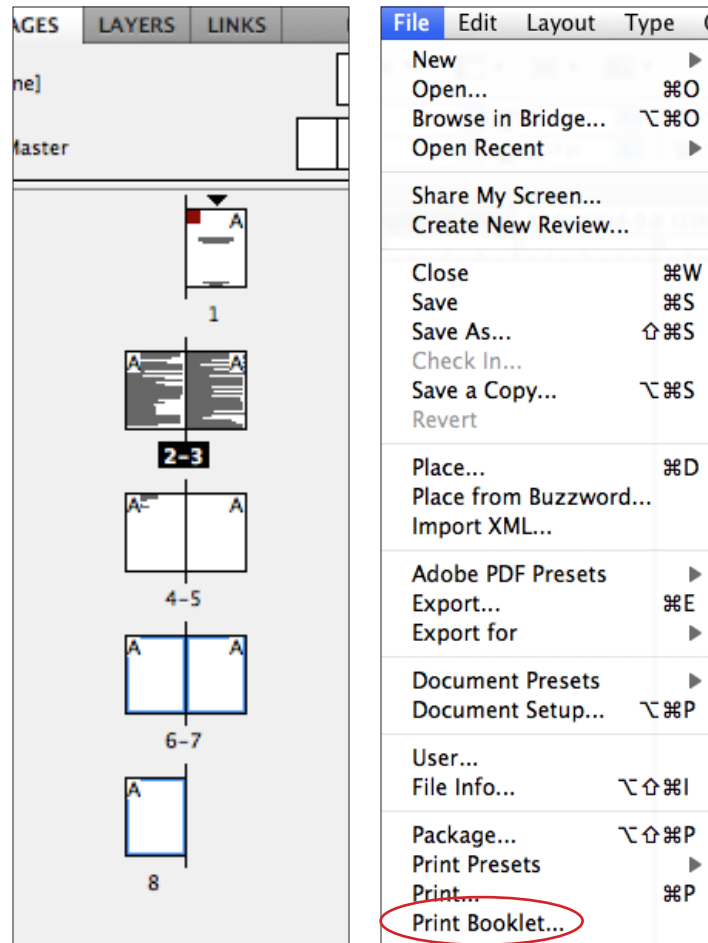 AGES LAYERS LINKS
ne]
Master
A
1
A A
2-3
A A
4-5
A A
6-7
A
8
File Edit Layout Type
New
Open... ⌘O
Browse in Bridge... ⌥⌘O
Open Recent
Share My Screen...
Create New Review...
Close ⌘W
Save ⌘S
Save As... ⇧⌘S
Check In...
Save a Copy... ⌥⌘S
Revert
Place... ⌘D
Place from Buzzword...
Import XML...
Adobe PDF Presets
Export... ⌘E
Export for
Document Presets
Document Setup... ⌥⌘P
User...
File Info... ⌥⇧⌘I
Package... ⌥⇧⌘P
Print Presets
Print... ⌘P
Print Booklet...